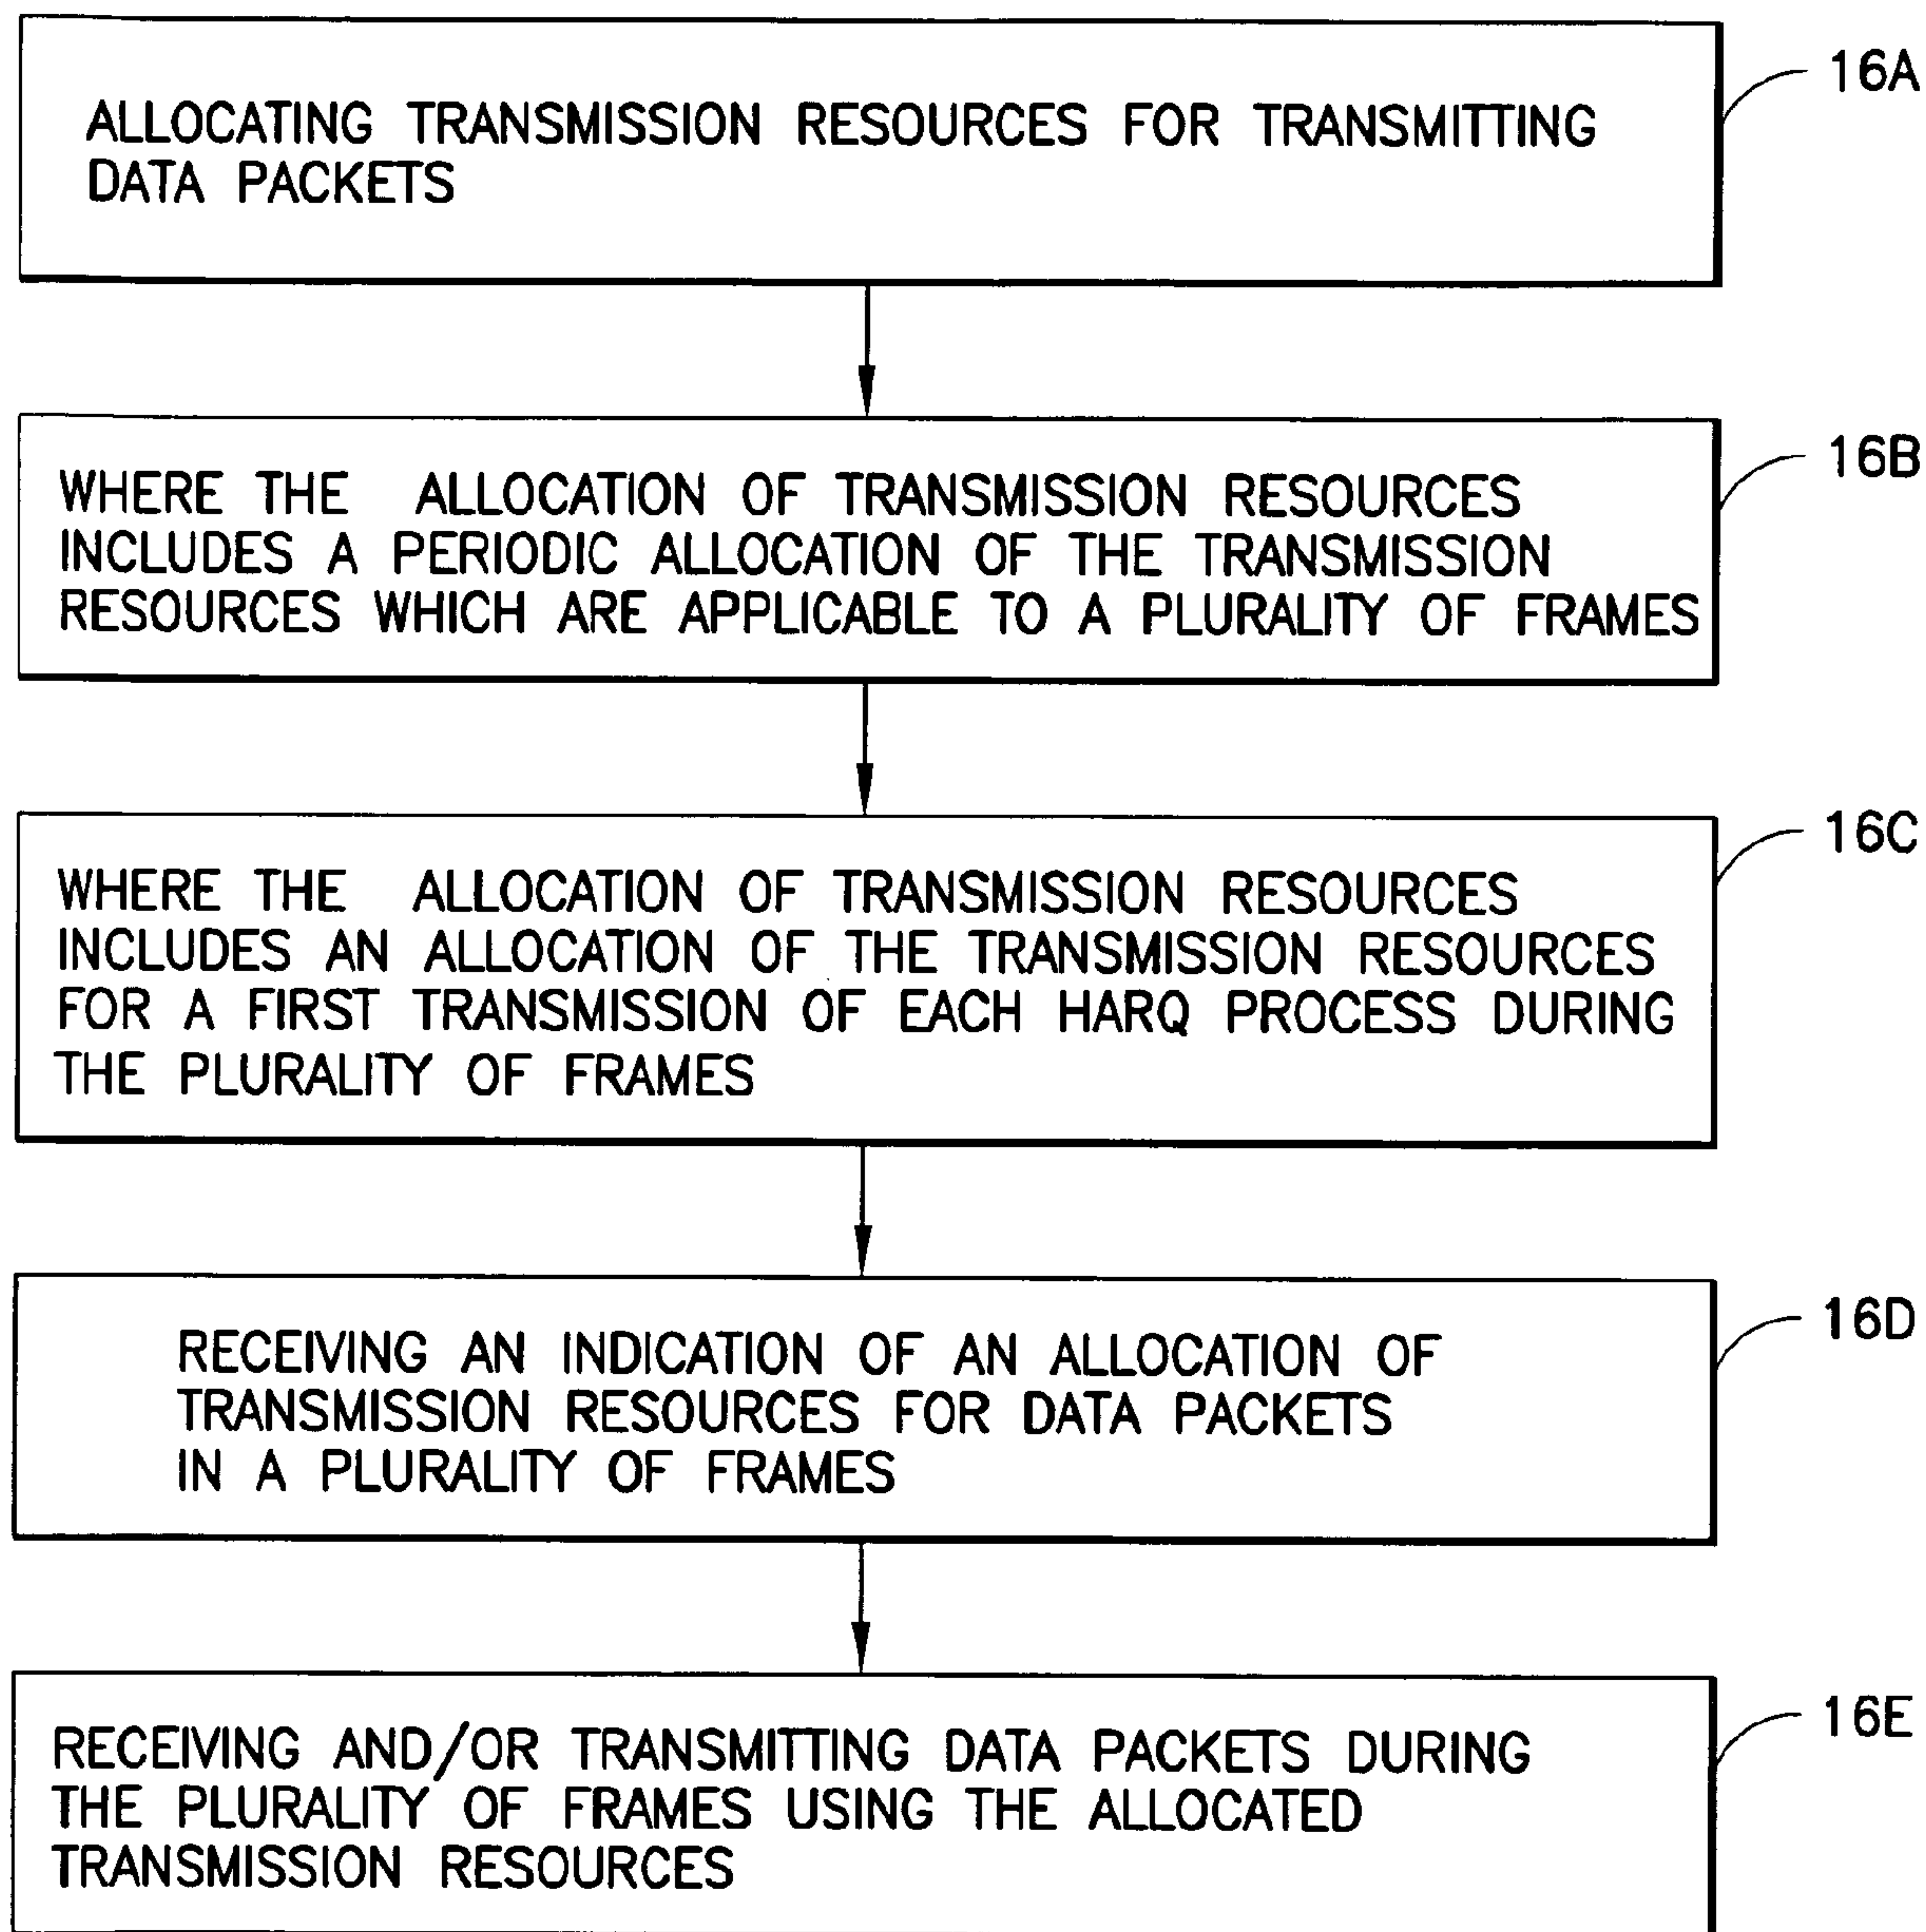 16A
ALLOCATING TRANSMISSION RESOURCES FOR TRANSMITTING
DATA PACKETS
16B
WHERE THE ALLOCATION OF TRANSMISSION RESOURCES
INCLUDES A PERIODIC ALLOCATION OF THE TRANSMISSION
RESOURCES WHICH ARE APPLICABLE TO A PLURALITY OF FRAMES
16C
WHERE THE ALLOCATION OF TRANSMISSION RESOURCES
INCLUDES AN ALLOCATION OF THE TRANSMISSION RESOURCES
FOR A FIRST TRANSMISSION OF EACH HARQ PROCESS DURING
THE PLURALITY OF FRAMES
16D
RECEIVING AN INDICATION OF AN ALLOCATION OF
TRANSMISSION RESOURCES FOR DATA PACKETS
IN A PLURALITY OF FRAMES
16E
RECEIVING AND/OR TRANSMITTING DATA PACKETS DURING
THE PLURALITY OF FRAMES USING THE ALLOCATED
TRANSMISSION RESOURCES